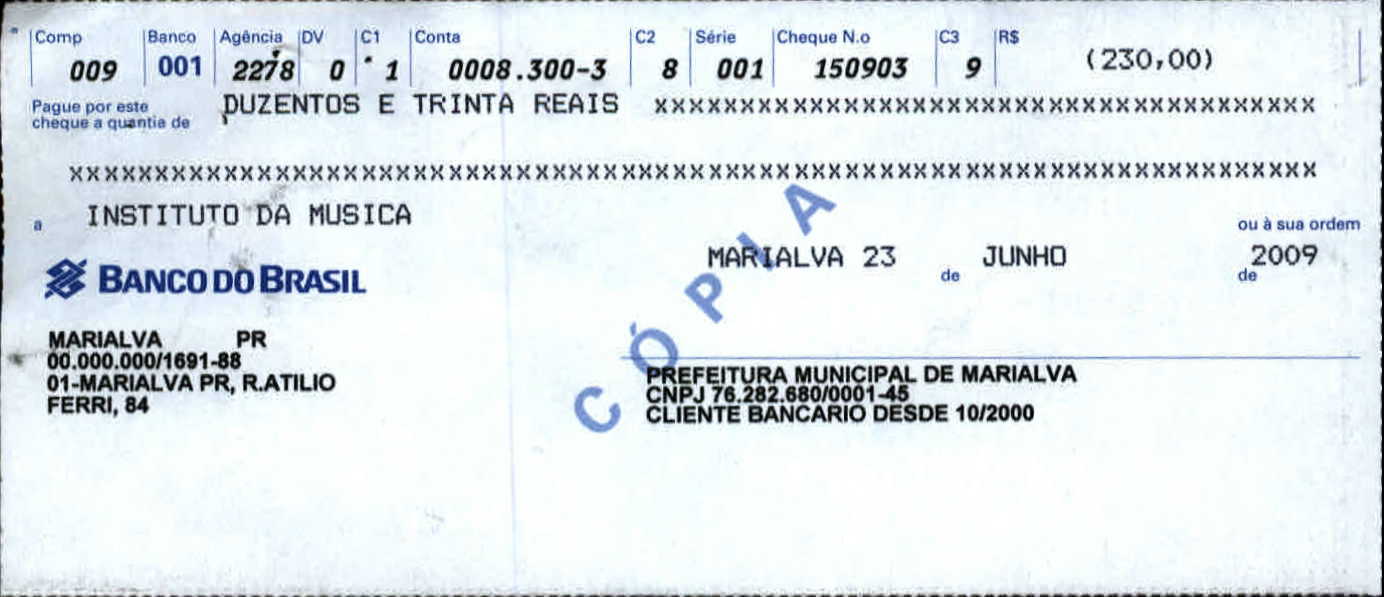 Comp Banco Agência DV C1 Conta C2 Série Cheque N.o C3 R$
009 001 2278 0 1 0008.300-3 8 001 150903 9 (230,00)
Pague por este
cheque a quantia de DUZENTOS E TRINTA REAIS xxxxxxxxxxxxxxxxxxxxxxxxxxxxxxxxxxxxxxx
xxxxxxxxxxxxxxxxxxxxxxxxxxxxxxxxxxxxxxxxxxxxxxxxxxxxxxxxxxxxxxxxxxxxxxxxx
a INSTITUTO DA MUSICA ou à sua ordem
MARIALVA 23 de JUNHO de 2009
BANCO DO BRASIL
CÓPIA
MARIALVA PR
00.000.000/1691-88
01-MARIALVA PR, R.ATILIO
FERRI, 84
PREFEITURA MUNICIPAL DE MARIALVA
CNPJ 76.282.680/0001-45
CLIENTE BANCARIO DESDE 10/2000